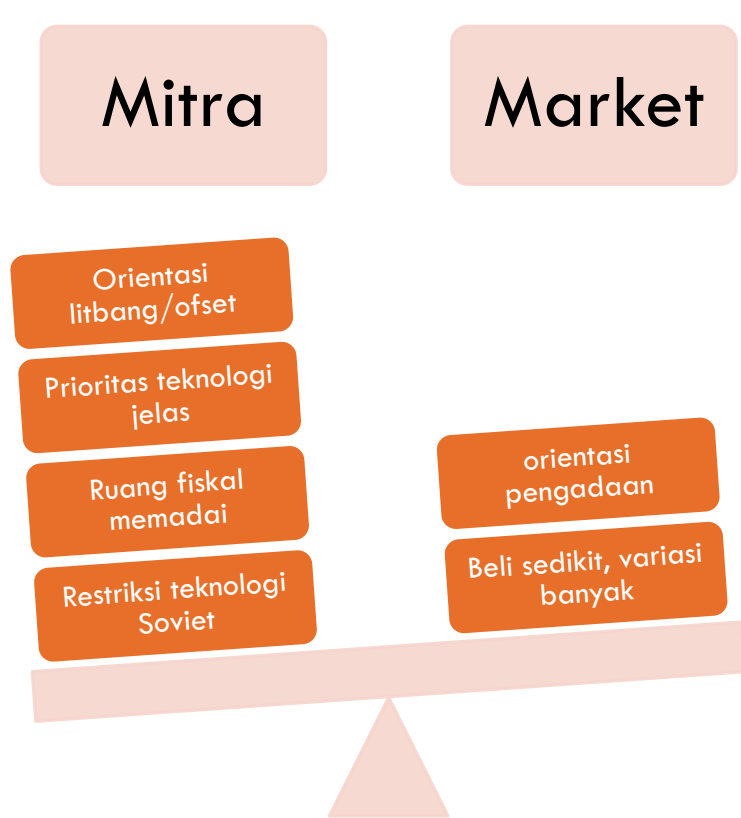 Mitra
Market
Orientasi
litbang/ofset
Prioritas teknologi
jelas
Ruang fiskal
memadai
Restriksi teknologi
Soviet
orientasi
pengadaan
Beli sedikit, variasi
banyak